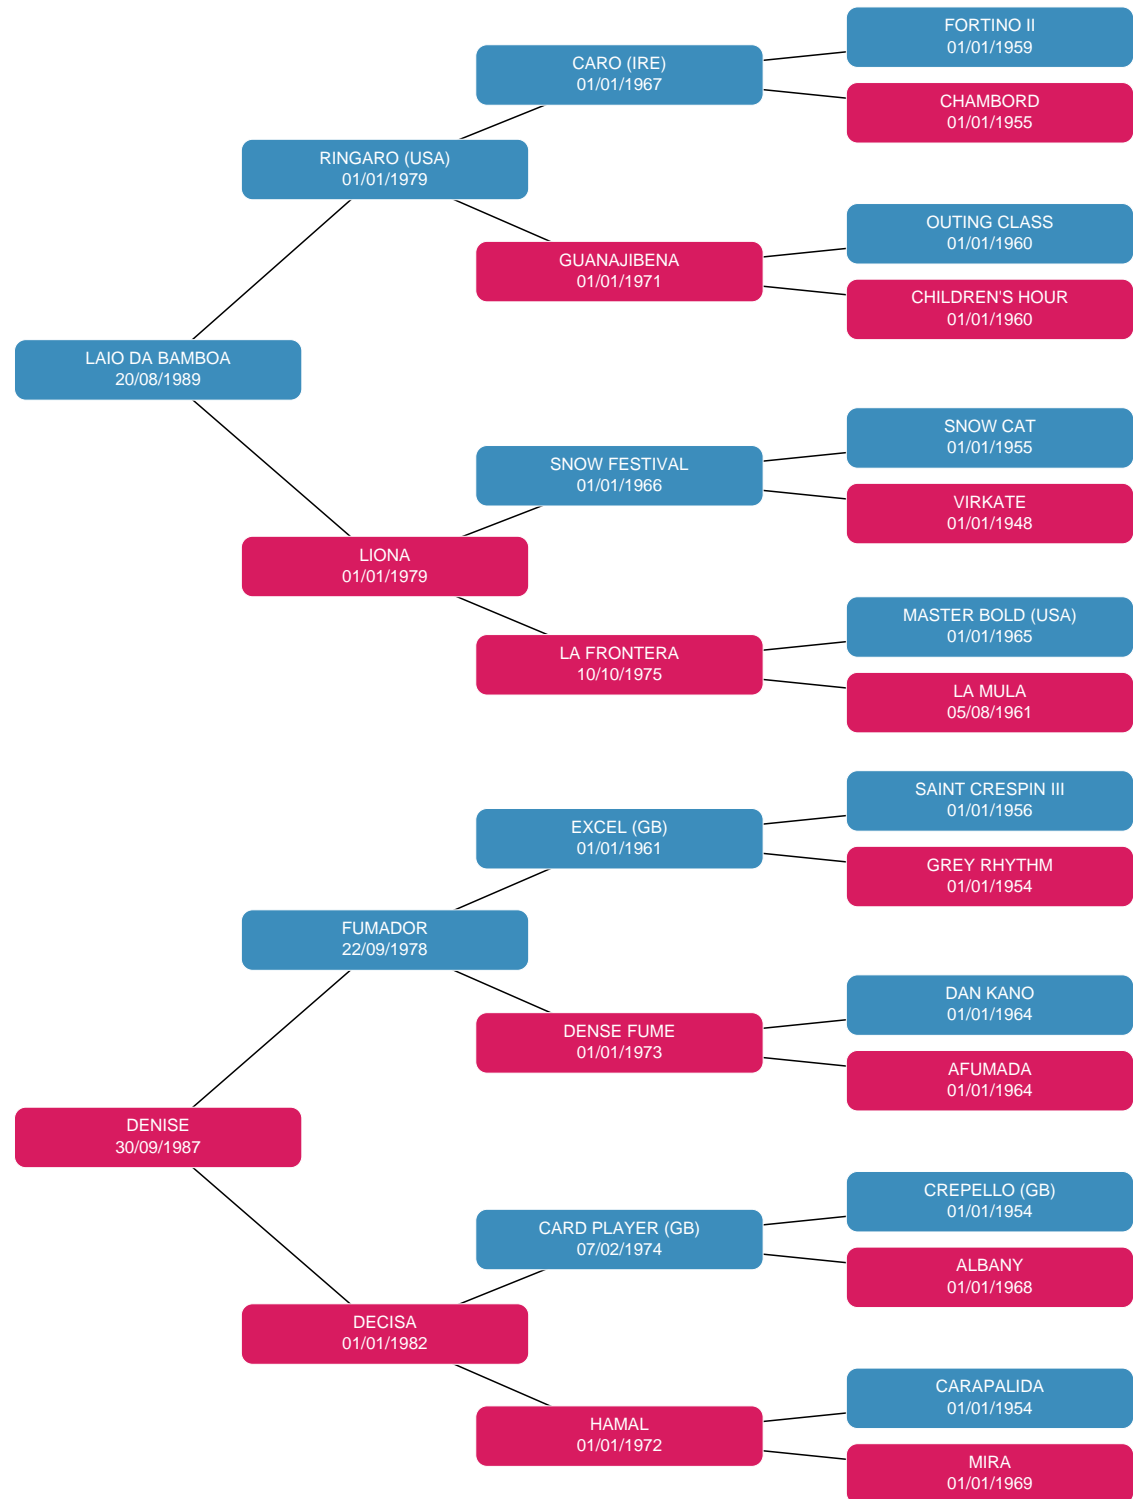 FORTINO II
01/01/1959
CARO (IRE)
01/01/1967
CHAMBORD
01/01/1955
RINGARO (USA)
01/01/1979
OUTING CLASS
01/01/1960
GUANAJIBENA
01/01/1971
CHILDREN'S HOUR
01/01/1960
LAIO DA BAMBOA
20/08/1989
SNOW CAT
01/01/1955
SNOW FESTIVAL
01/01/1966
VIRKATE
01/01/1948
LIONA
01/01/1979
MASTER BOLD (USA)
01/01/1965
LA FRONTERA
10/10/1975
LA MULA
05/08/1961
SAINT CRESPIN III
01/01/1956
EXCEL (GB)
01/01/1961
GREY RHYTHM
01/01/1954
FUMADOR
22/09/1978
DAN KANO
01/01/1964
DENSE FUME
01/01/1973
AFUMADA
01/01/1964
DENISE
30/09/1987
CREPELLO (GB)
01/01/1954
CARD PLAYER (GB)
07/02/1974
ALBANY
01/01/1968
DECISA
01/01/1982
CARAPALIDA
01/01/1954
HAMAL
01/01/1972
MIRA
01/01/1969